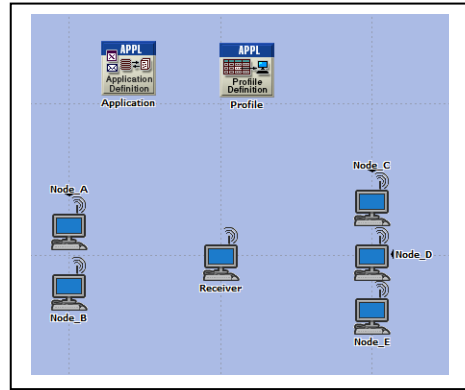 APPL
Application
Definition
Application
APPL
Profile
Definition
Profile
Node_C
Node_A
Node_D
Receiver
Node_B
Node_E